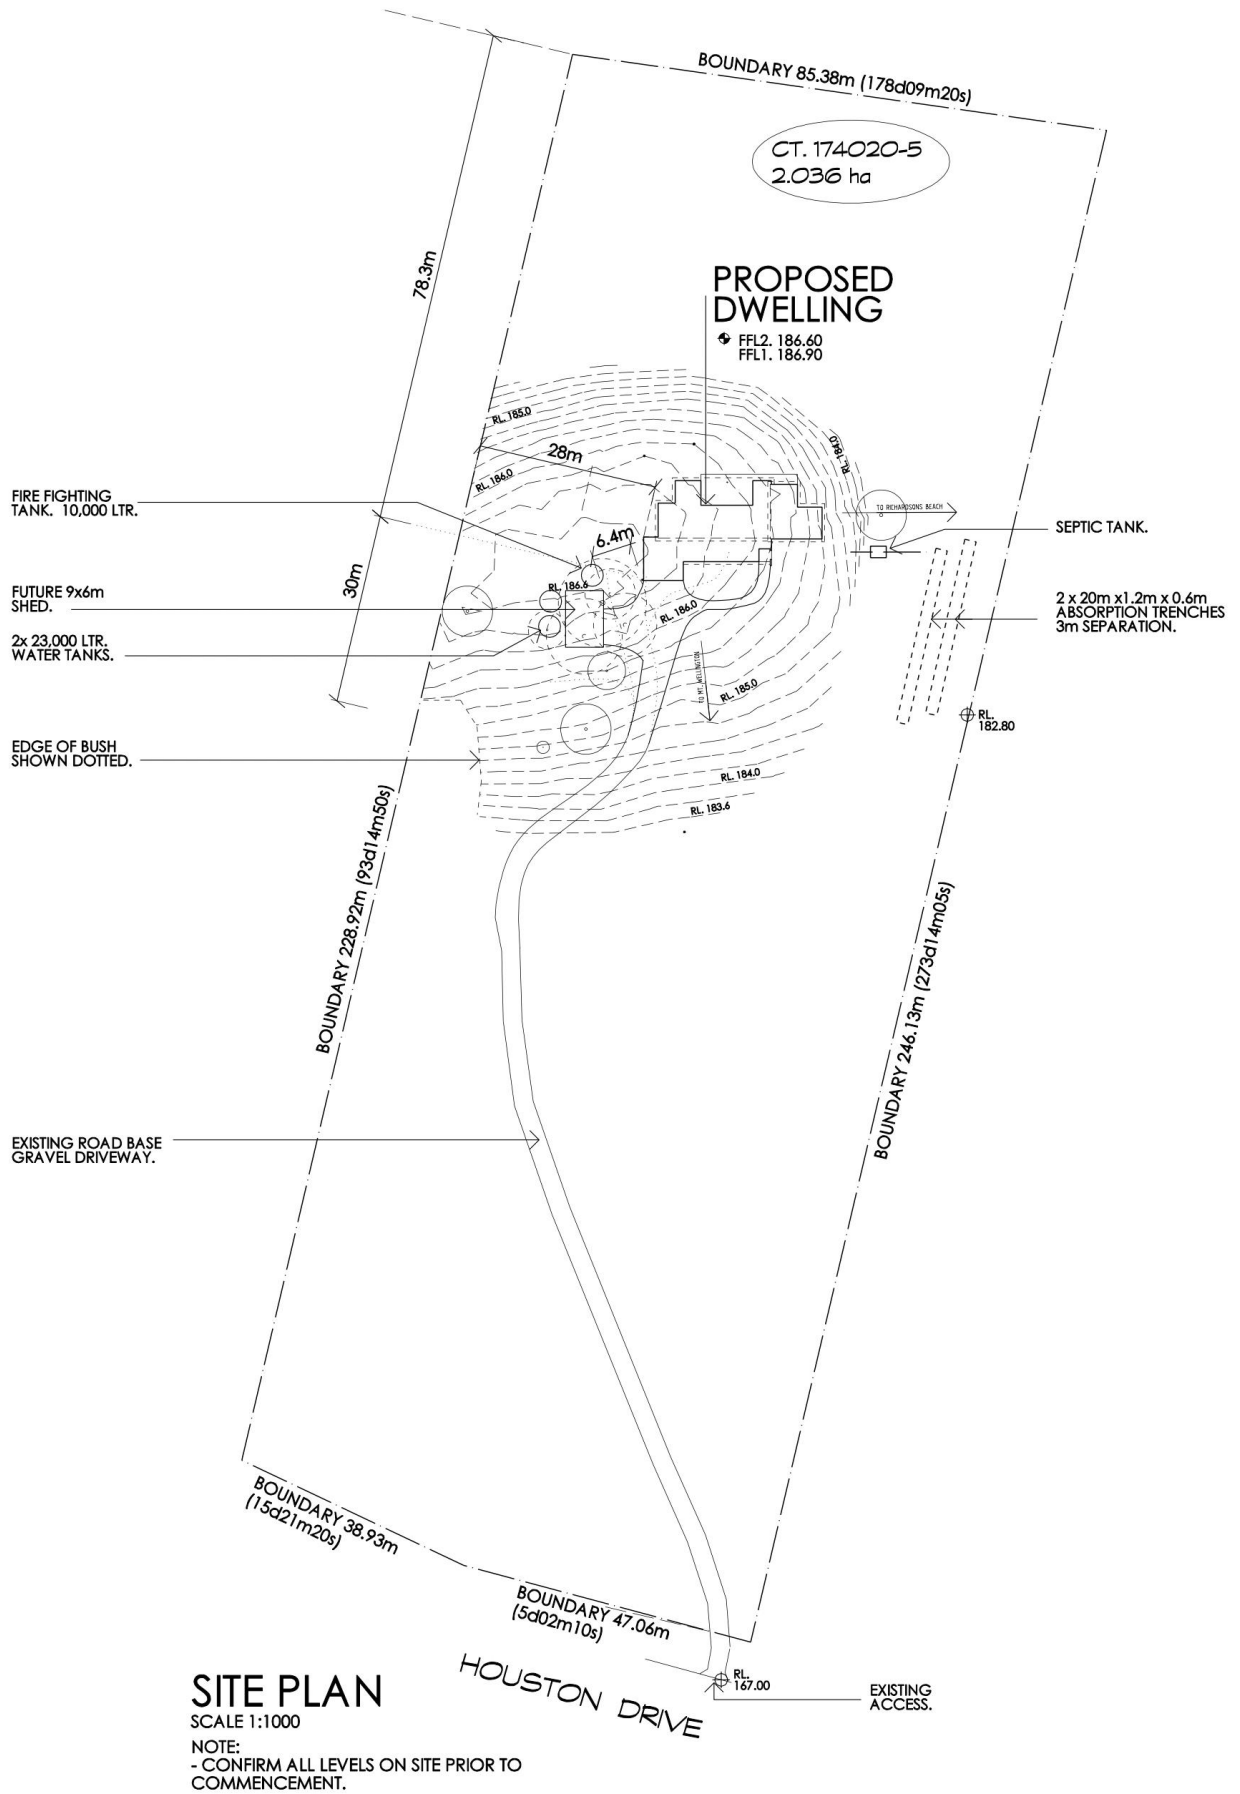 BOUNDARY 85.38m (178d09m20s)
CT. 174020-5
2.036 ha
78.3m
PROPOSED
DWELLING
FFL2. 186.60
FFL1. 186.90
RL. 185.0
RL. 184.0
28m
RL. 186.0
FIRE FIGHTING
TANK. 10,000 LTR.
TO RICHARDSONS BEACH
SEPTIC TANK.
6.4m
30m
RL. 186.6
FUTURE 9x6m
SHED.
RL. 186.0
2 x 20m x1.2m x 0.6m
ABSORPTION TRENCHES
3m SEPARATION.
2x 23,000 LTR.
WATER TANKS.
TO MT. WELLINGTON
RL. 185.0
RL.
182.80
EDGE OF BUSH
SHOWN DOTTED.
RL. 184.0
RL. 183.6
BOUNDARY 228.92m (93d14m50s)
BOUNDARY 246.13m (273d14m05s)
EXISTING ROAD BASE
GRAVEL DRIVEWAY.
BOUNDARY 38.93m
(15d21m20s)
BOUNDARY 47.06m
(5d02m10s)
HOUSTON DRIVE
RL.
167.00
EXISTING
ACCESS.
SITE PLAN
SCALE 1:1000
NOTE:
- CONFIRM ALL LEVELS ON SITE PRIOR TO
COMMENCEMENT.